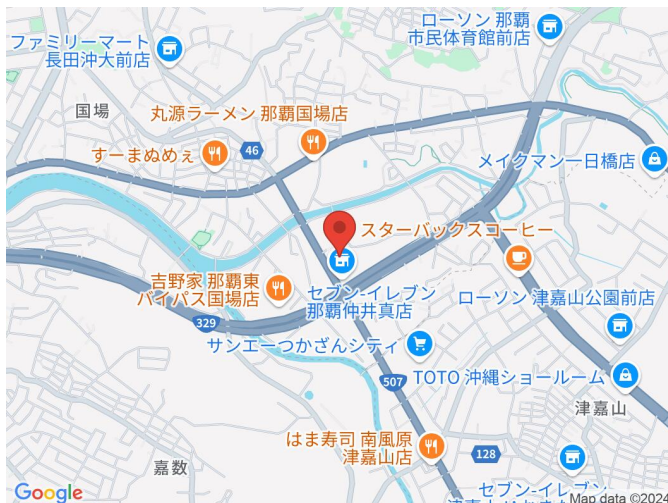 ファミリーマート
長田沖大前店
ローソン 那覇
市民体育館前店
国場
丸源ラーメン 那覇国場店
すーまぬめぇ
46
メイクマン一日橋店
スターバックスコーヒー
吉野家 那覇東
バイパス国場店
セブン-イレブン
那覇仲井真店
ローソン 津嘉山公園前店
329
サンエーつかざんシティ
507
TOTO 沖縄ショールーム
津嘉山
はま寿司 南風原
津嘉山店
128
嘉数
セブン-イレブン
Google
Map data ©2024